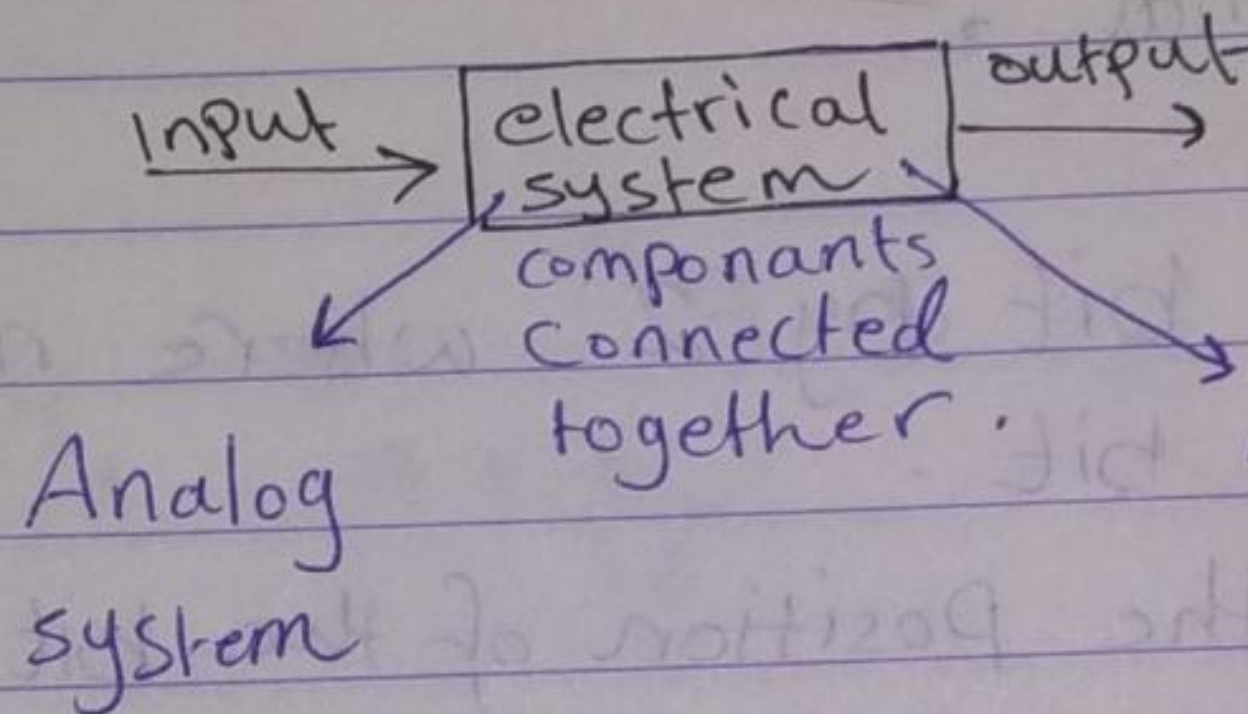 Input
electrical
system
output
componants
connected
together.
Analog
system